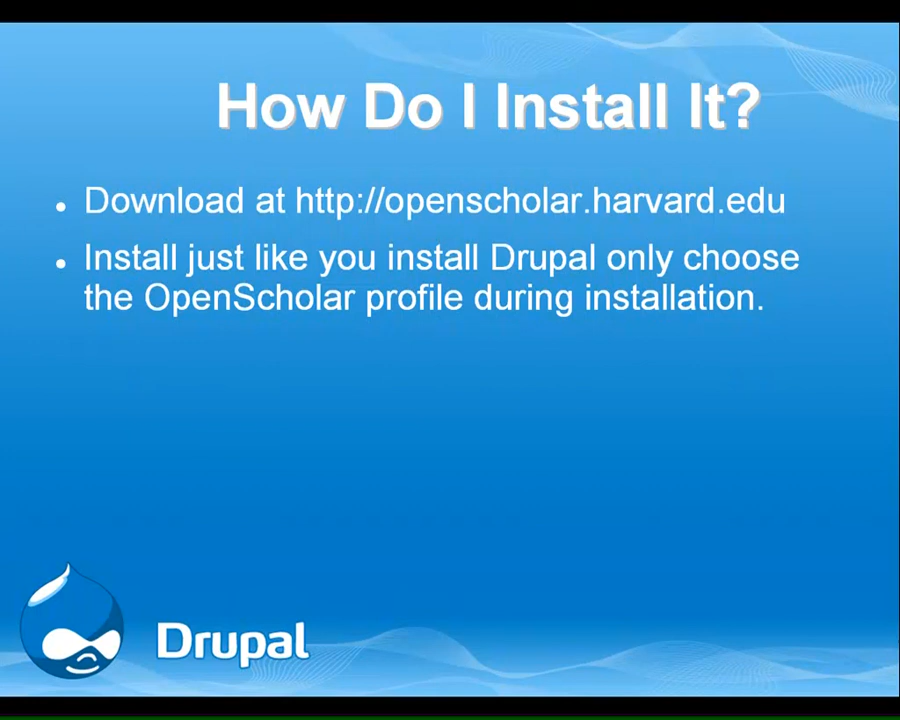 How Do I Install It?
Download at http://openscholar.harvard.edu
Install just like you install Drupal only choose
the OpenScholar profile during installation.
Drupal